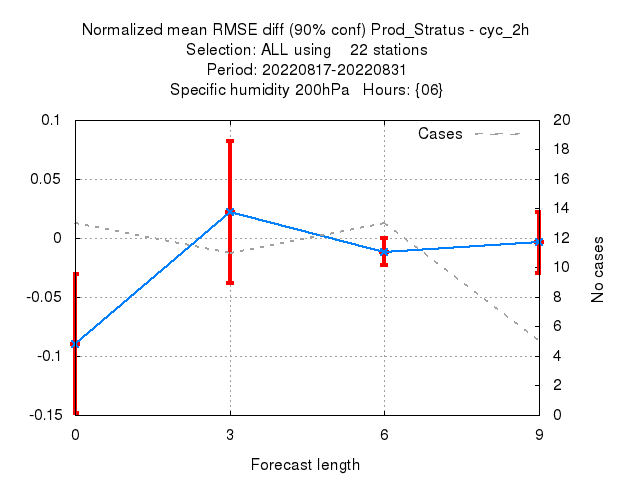 Normalized mean RMSE diff (90% conf) Prod_Stratus - cyc_2h
Selection: ALL using 22 stations
Period: 20220817-20220831
Specific humidity 200hPa Hours: {06}
0.1
0.05
0
-0.05
-0.1
-0.15
Cases
20
18
16
14
12
10
8
6
4
2
0
No cases
0 3 6 9
Forecast length